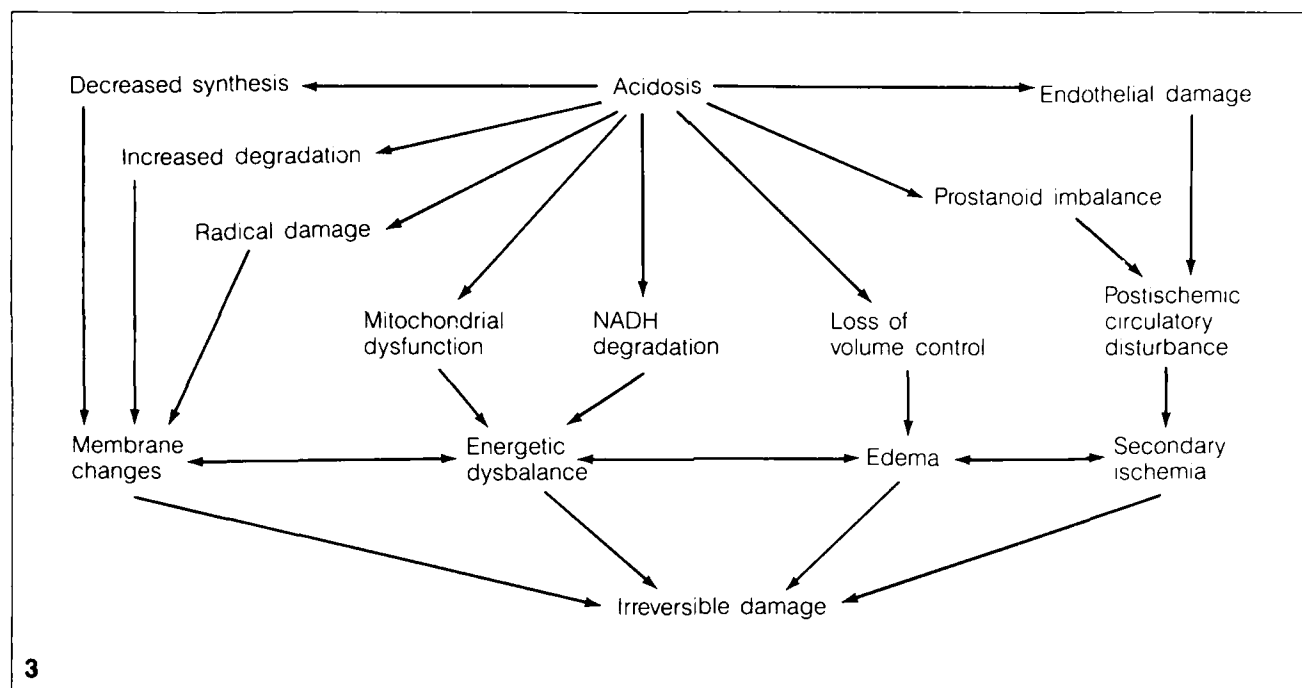 Decreased synthesis
Acidosis
Endothelial damage
Increased degradation
Prostanoid imbalance
Radical damage
Mitochondrial
dysfunction
NADH
degradation
Loss of
volume control
Postischemic
circulatory
disturbance
Membrane
changes
Energetic
dysbalance
Edema
Secondary
ischemia
Irreversible damage
3